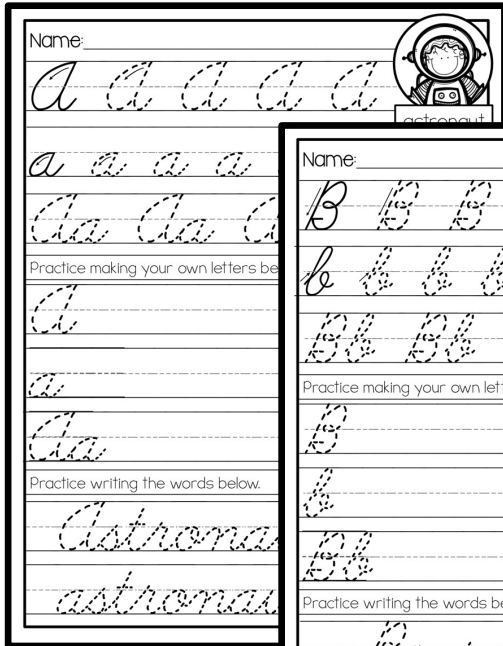 Name:
A A A A A
astronaut
a a a a
Aa Aa
Practice making your own letters be
A
a
Aa
Practice writing the words below.
Astrona
astronau
Name:
B B B
b b b b
Bb Bb
Practice making your own lett
B
b
Bb
Practice writing the words be